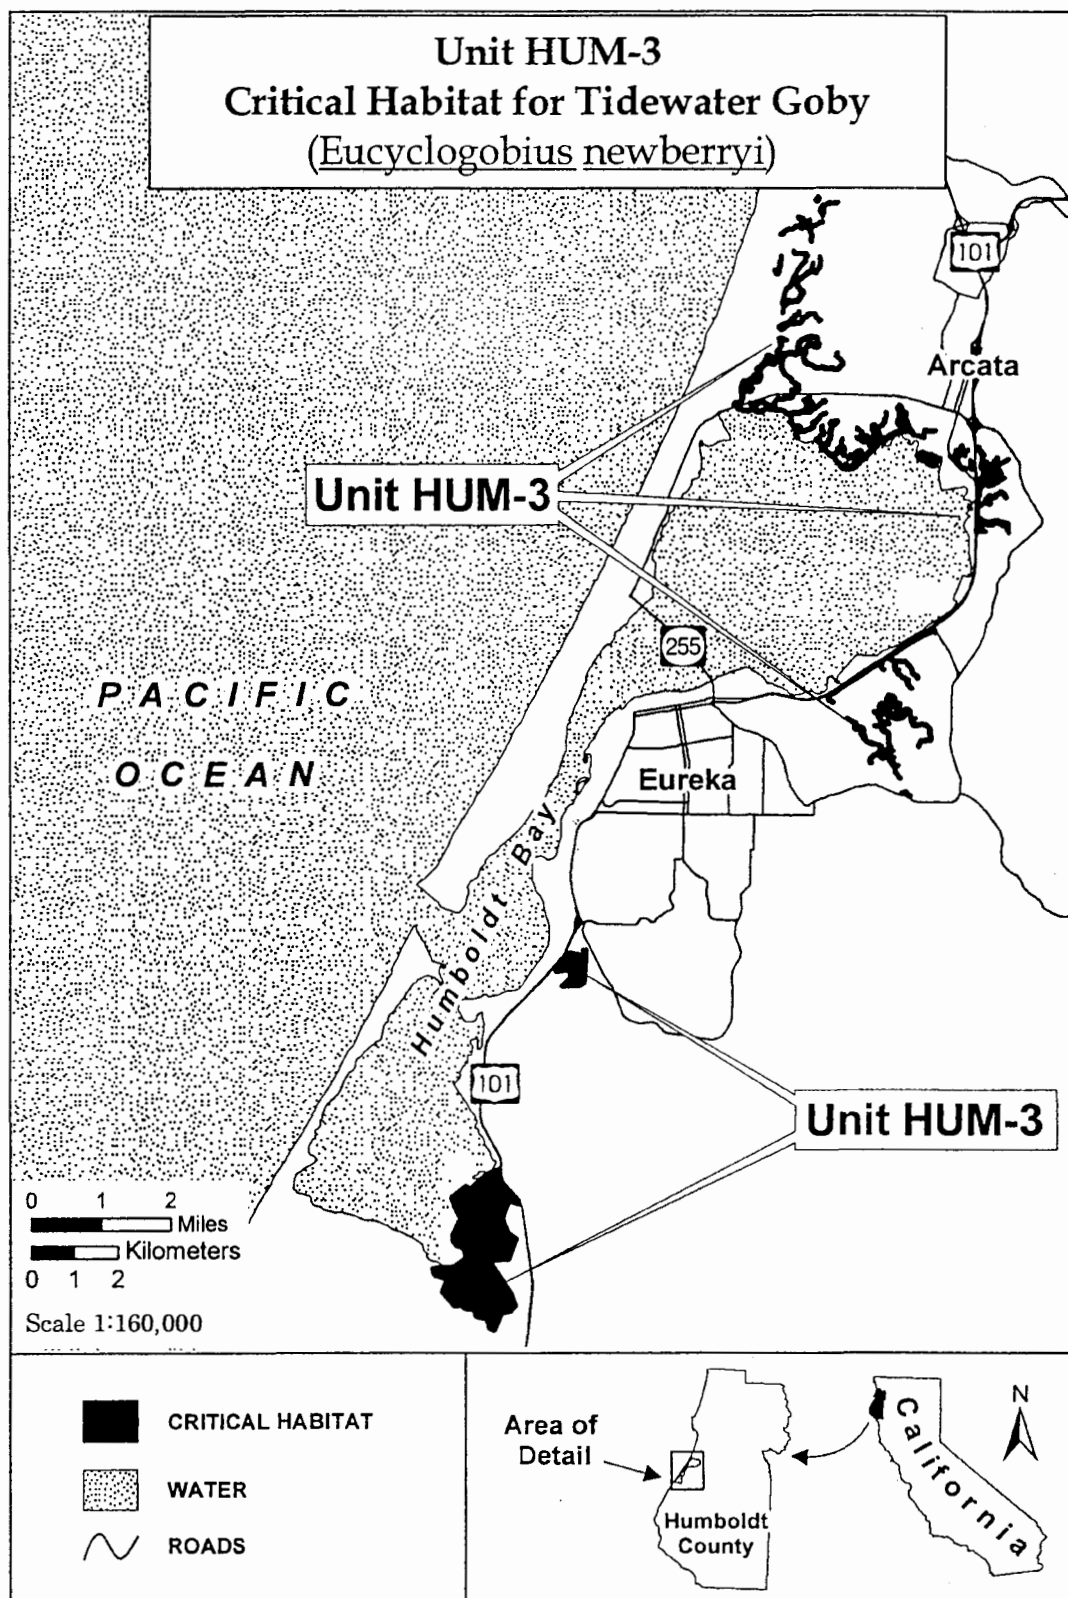 Unit HUM-3
Critical Habitat for Tidewater Goby
(Eucyclogobius newberryi)
101
Arcata
Unit HUM-3
255
PACIFIC
OCEAN
Eureka
Humboldt Bay
101
Unit HUM-3
0 1 2
Miles
Kilometers
0 1 2
Scale 1:160,000
CRITICAL HABITAT
WATER
ROADS
Area of
Detail
Humboldt
County
California
N